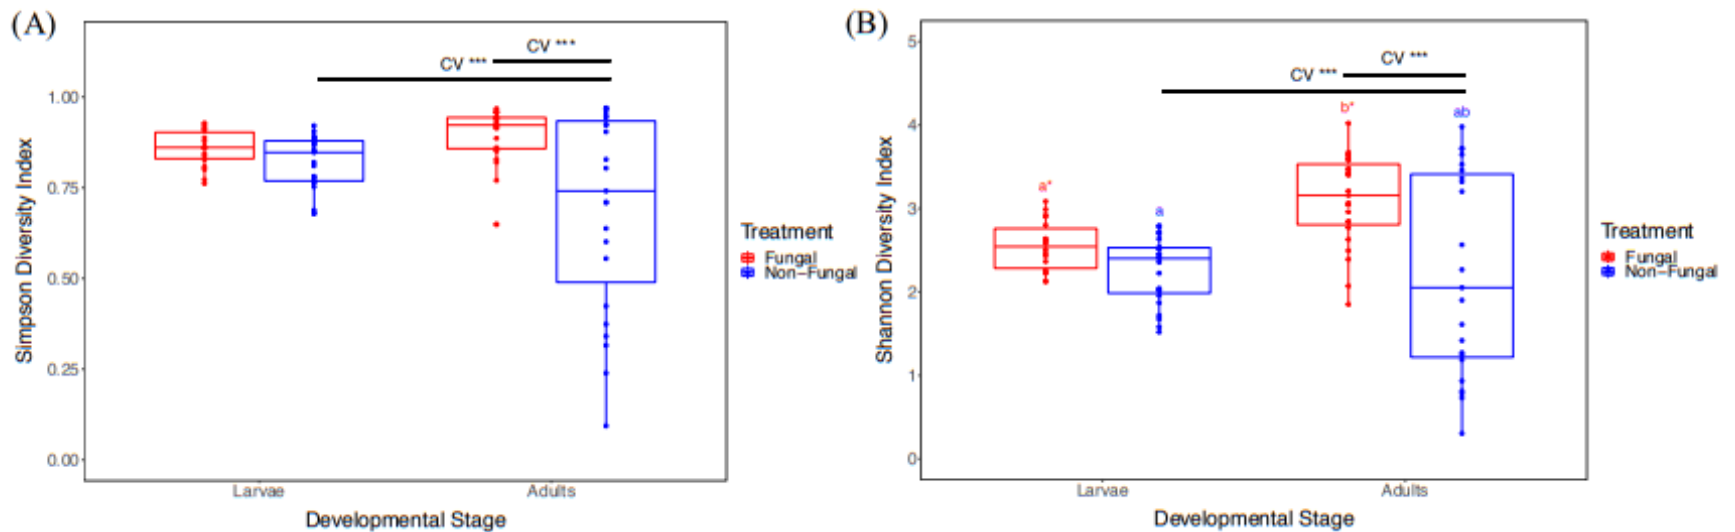 (A)
CV ***
CV ***
1.00
0.75
0.50
0.25
0.00
Simpson Diversity Index
Larvae
Adults
Developmental Stage
Treatment
Fungal
Non-Fungal
(B)
5
4
3
2
1
0
Shannon Diversity Index
CV ***
CV ***
b*
ab
a*
a
Larvae
Adults
Developmental Stage
Treatment
Fungal
Non-Fungal